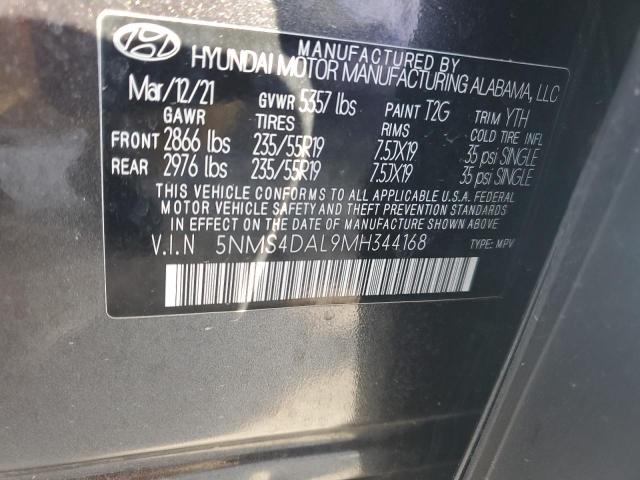 MANUFACTURED BY
HYUNDAI MOTOR MANUFACTURING ALABAMA, LLC
Mar/12/21 GVWR 5357 lbs PAINT T2G TRIM YTH
GAWR TIRES RIMS COLD TIRE INFL
FRONT 2866 lbs 235/55R19 7.5JX19 35 psi SINGLE
REAR 2976 lbs 235/55R19 7.5JX19 35 psi SINGLE
THIS VEHICLE CONFORMS TO ALL APPLICABLE U.S.A. FEDERAL
MOTOR VEHICLE SAFETY AND THEFT PREVENTION STANDARDS
IN EFFECT ON THE DATE OF MANUFACTURE SHOWN ABOVE.
V.I.N 5NMS4DAL9MH344168 TYPE: MPV